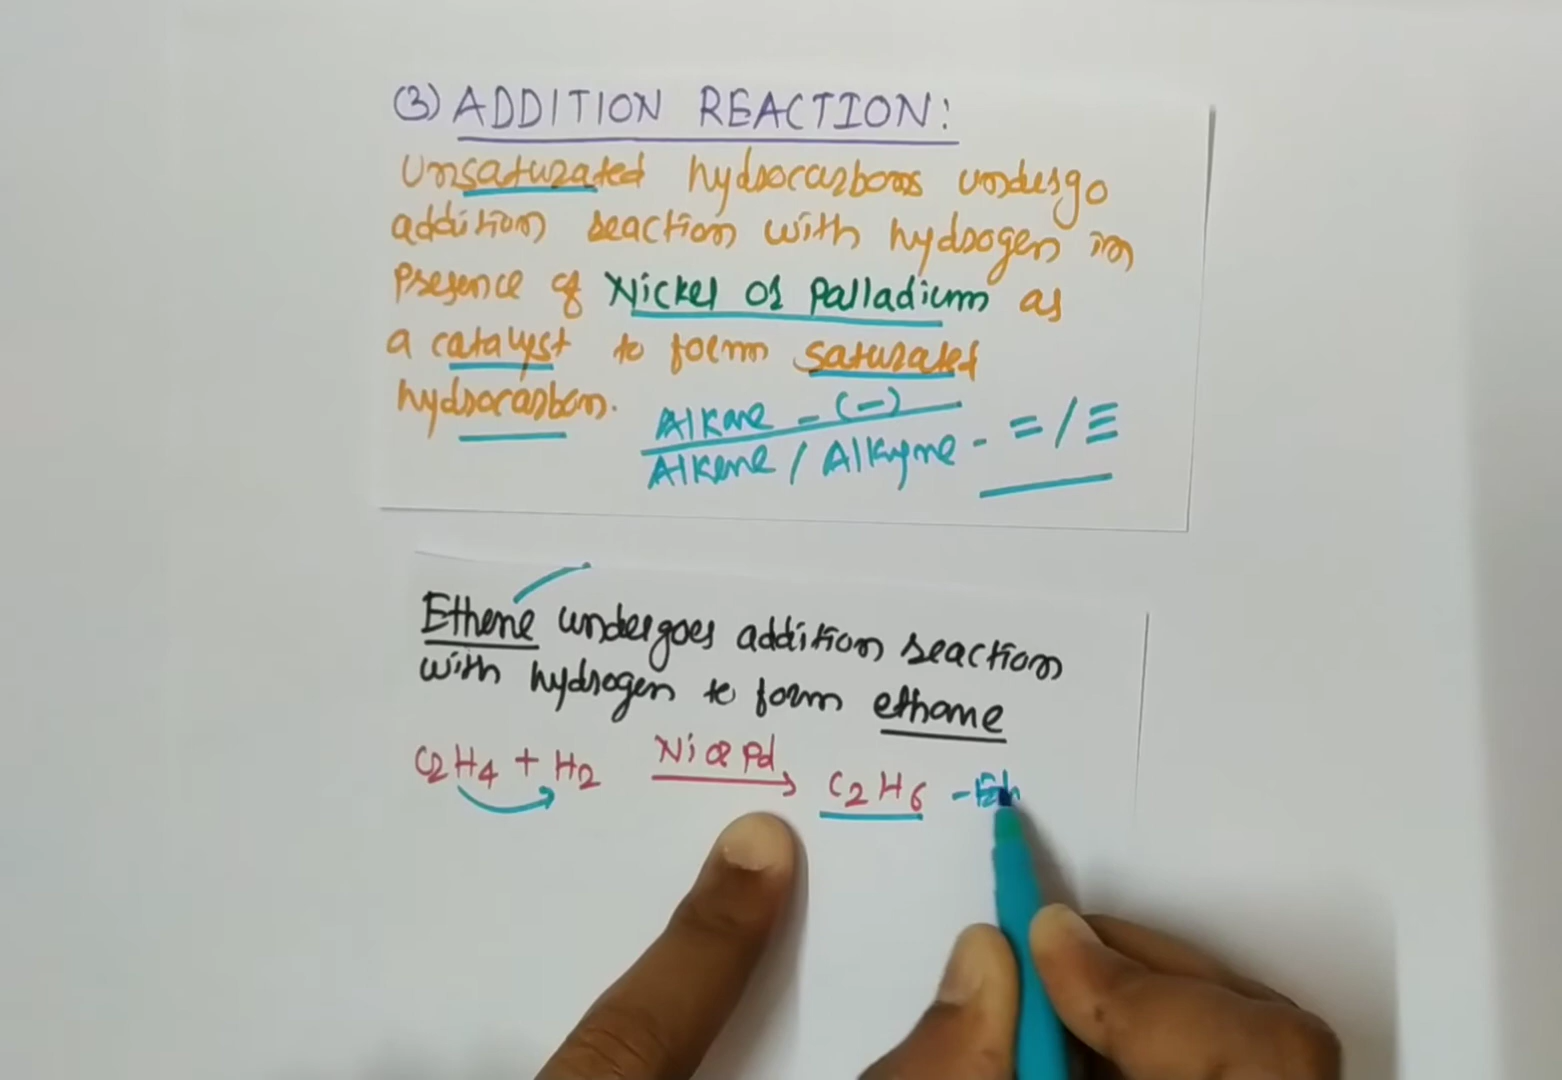 (3) ADDITION REACTION:
Unsaturated hydrocarbons undergo
addition reaction with hydrogen in
Presence of Nickel or palladium as
a catalyst to form saturated
hydrocarbon.
Alkane - (-)
Alkene / Alkyne - = / ≡
Ethene undergoes addition reaction
with hydrogen to form ethane
C2H4 + H2 Ni or Pd → C2H6 - Eth